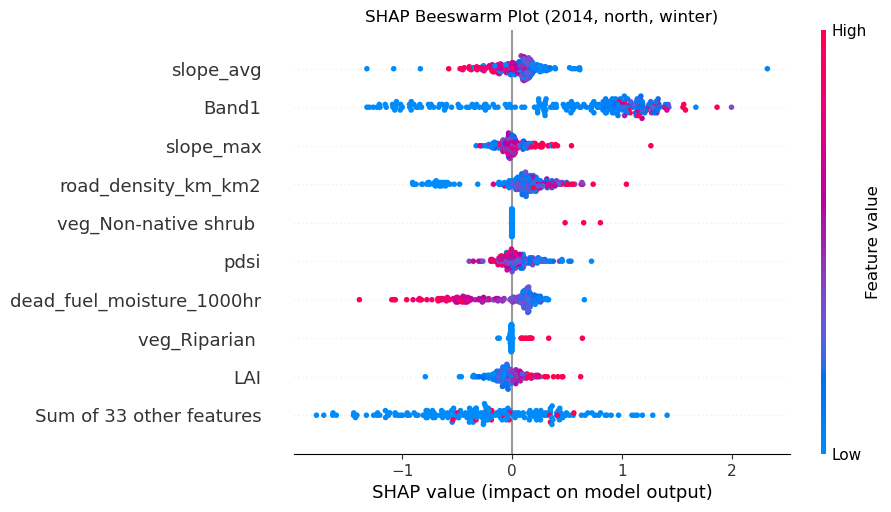 SHAP Beeswarm Plot (2014, north, winter)
High
slope_avg
Band1
slope_max
road_density_km_km2
veg_Non-native shrub
pdsi
dead_fuel_moisture_1000hr
veg_Riparian
LAI
Sum of 33 other features
Feature value
Low
−1 0 1 2
SHAP value (impact on model output)